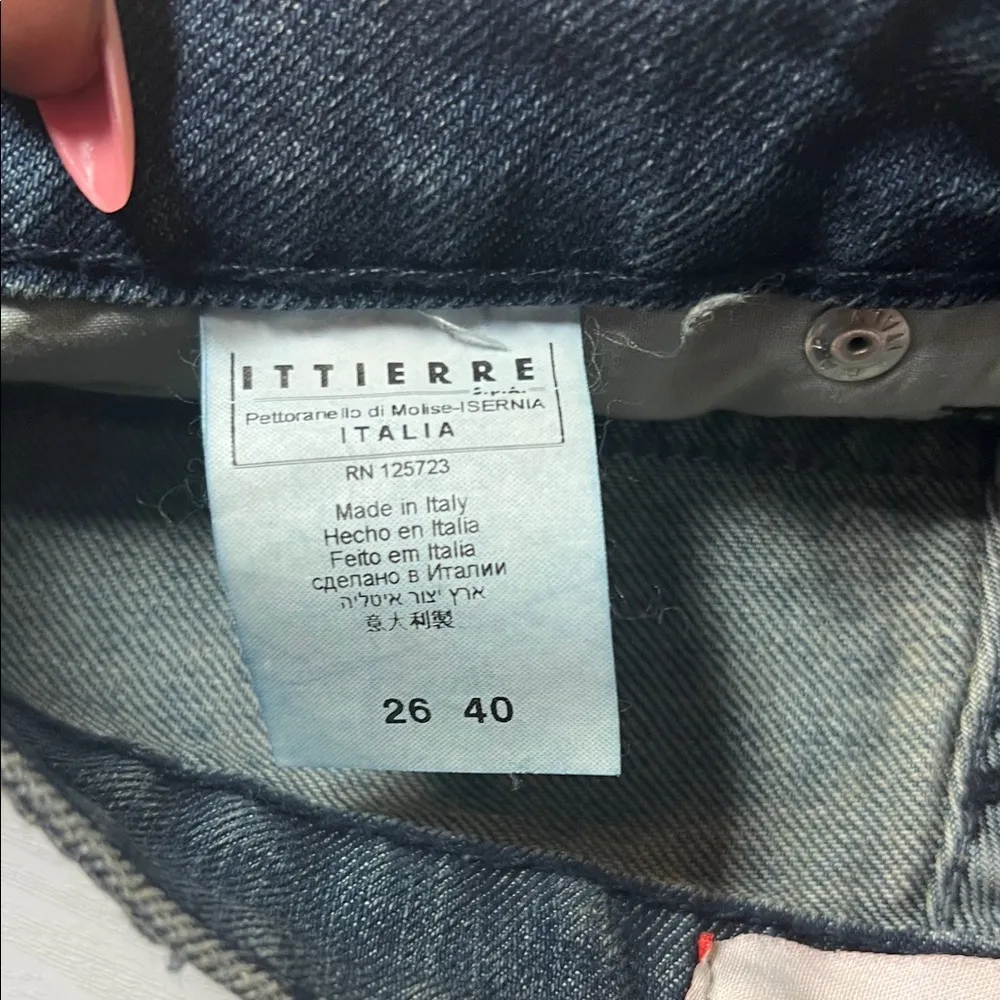 ITTIERRE
S.p.A.
Pettoranello di Molise-ISERNIA
ITALIA
RN 125723
Made in Italy
Hecho en Italia
Feito em Italia
сделано в Италии
ארץ יצור איטליה
意大利製
26 40